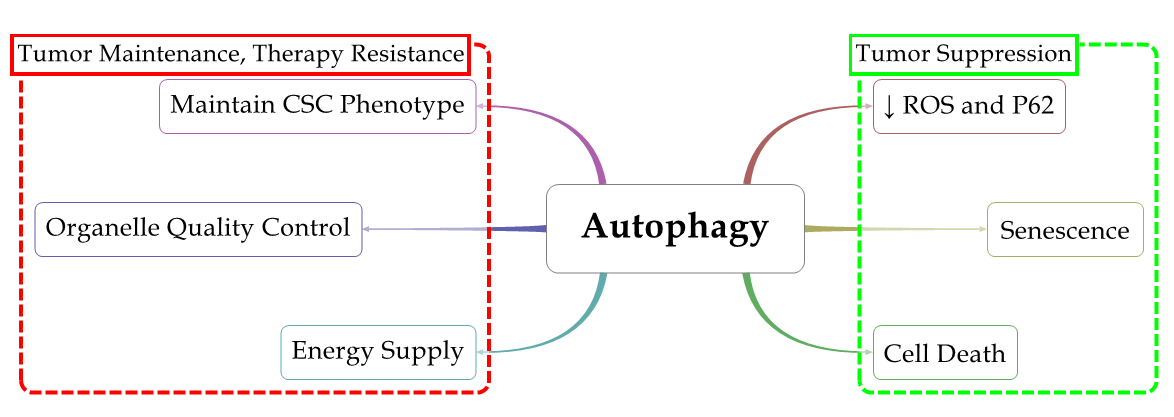 Tumor Maintenance, Therapy Resistance
Maintain CSC Phenotype
Organelle Quality Control
Energy Supply
Autophagy
Tumor Suppression
↓ ROS and P62
Senescence
Cell Death